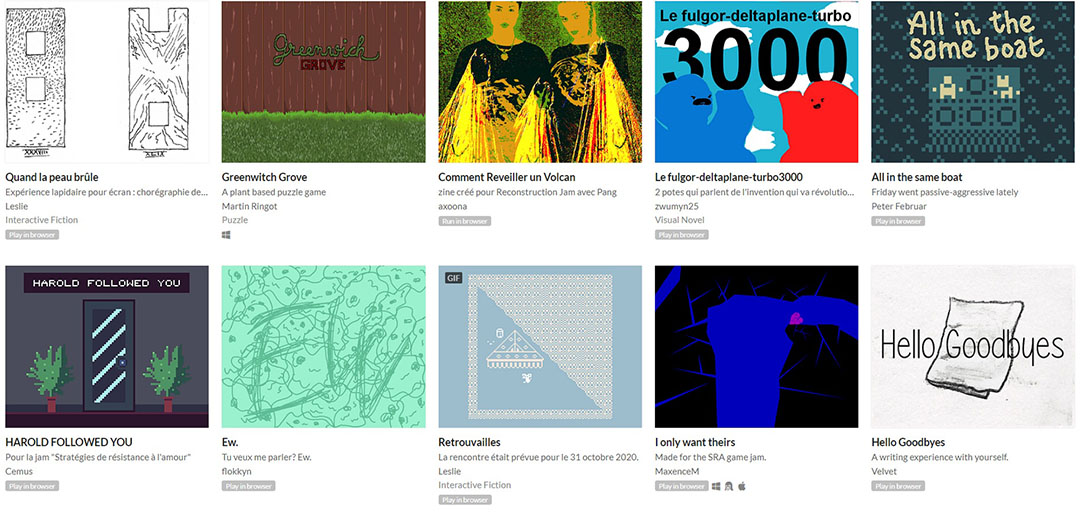 XXXVIII
XLIX
Quand la peau brûle
Expérience lapidaire pour écran : chorégraphie de...
Leslie
Interactive Fiction
Play in browser
Greenwich
GROVE
Greenwitch Grove
A plant based puzzle game
Martin Ringot
Puzzle
Comment Reveiller un Volcan
zine créé pour Reconstruction Jam avec Pang
axoona
Run in browser
Le fulgor-deltaplane-turbo
3000
Le fulgor-deltaplane-turbo3000
2 potes qui parlent de l'invention qui va révolutio...
zwumyn25
Visual Novel
Play in browser
All in the
same boat
All in the same boat
Friday went passive-aggressive lately
Peter Februar
Play in browser
HAROLD FOLLOWED YOU
HAROLD FOLLOWED YOU
Pour la jam "Stratégies de résistance à l'amour"
Cemus
Play in browser
Ew.
Ew.
Tu veux me parler? Ew.
flokkyn
Play in browser
GIF
Retrouvailles
La rencontre était prévue pour le 31 octobre 2020.
Leslie
Interactive Fiction
Play in browser
I only want theirs
Made for the SRA game jam.
MaxenceM
Play in browser
Hello Goodbyes
Hello Goodbyes
A writing experience with yourself.
Velvet
Play in browser